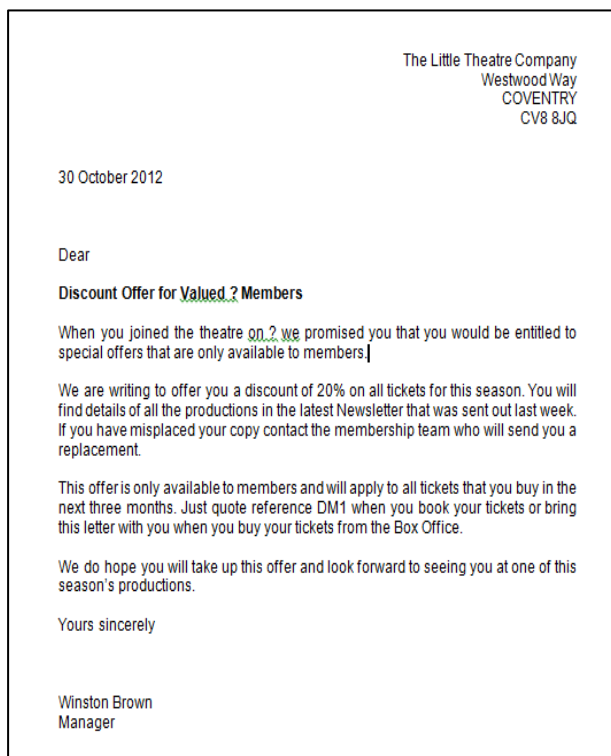 The Little Theatre Company
Westwood Way
COVENTRY
CV8 8JQ
30 October 2012
Dear
Discount Offer for Valued ? Members
When you joined the theatre on ? we promised you that you would be entitled to
special offers that are only available to members.
We are writing to offer you a discount of 20% on all tickets for this season. You will
find details of all the productions in the latest Newsletter that was sent out last week.
If you have misplaced your copy contact the membership team who will send you a
replacement.
This offer is only available to members and will apply to all tickets that you buy in the
next three months. Just quote reference DM1 when you book your tickets or bring
this letter with you when you buy your tickets from the Box Office.
We do hope you will take up this offer and look forward to seeing you at one of this
season's productions.
Yours sincerely
Winston Brown
Manager